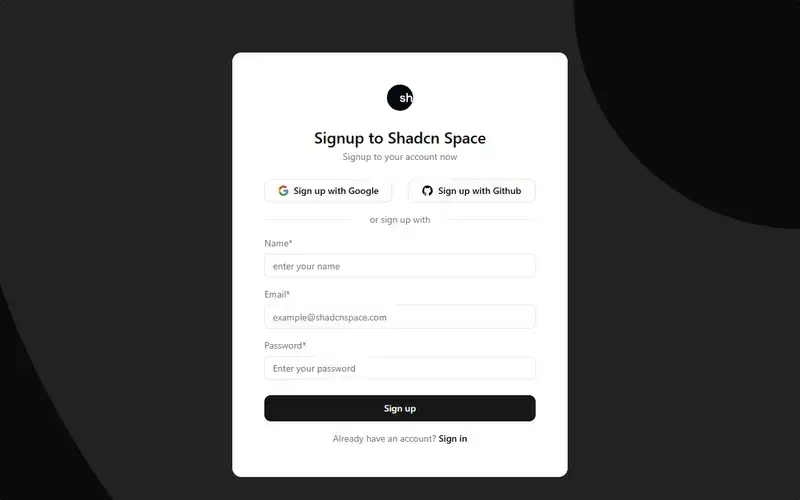 sh
Signup to Shadcn Space
Signup to your account now
Sign up with Google
Sign up with Github
or sign up with
Name*
enter your name
Email*
example@shadcnspace.com
Password*
Enter your password
Sign up
Already have an account? Sign in